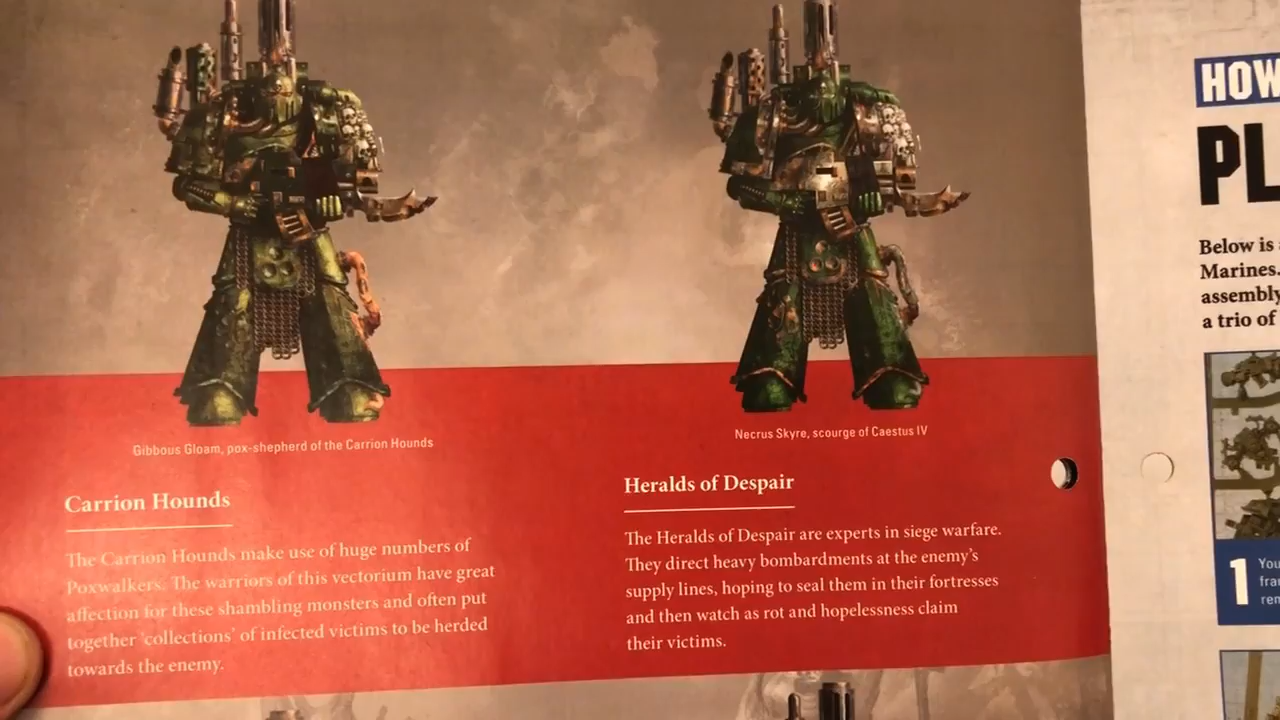 Gibbous Gloam, pox-shepherd of the Carrion Hounds
Carrion Hounds
The Carrion Hounds make use of huge numbers of
Poxwalkers. The warriors of this vectorium have great
affection for these shambling monsters and often put
together 'collections' of infected victims to be herded
towards the enemy.
Necrus Skyre, scourge of Caestus IV
Heralds of Despair
The Heralds of Despair are experts in siege warfare.
They direct heavy bombardments at the enemy's
supply lines, hoping to seal them in their fortresses
and then watch as rot and hopelessness claim
their victims.
HOW
PL
Below is
Marines.
assembly
a trio of
1
You
fra
rem